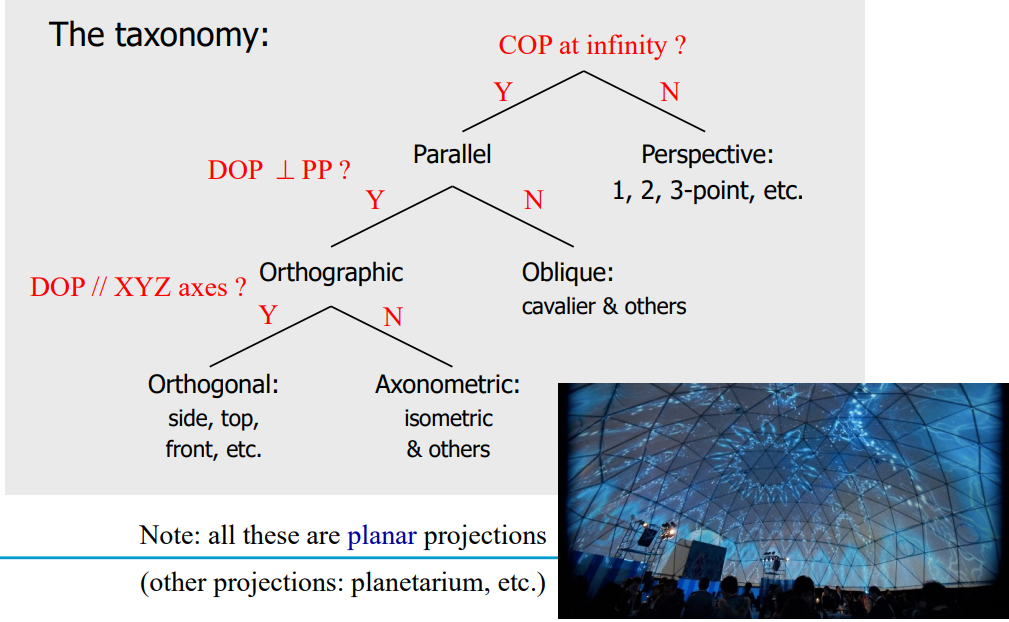 The taxonomy:
COP at infinity ?
Y
N
Parallel
Perspective:
1, 2, 3-point, etc.
DOP ⊥ PP ?
Y
N
Orthographic
Oblique:
cavalier & others
DOP // XYZ axes ?
Y
N
Orthogonal:
side, top,
front, etc.
Axonometric:
isometric
& others
Note: all these are planar projections
(other projections: planetarium, etc.)